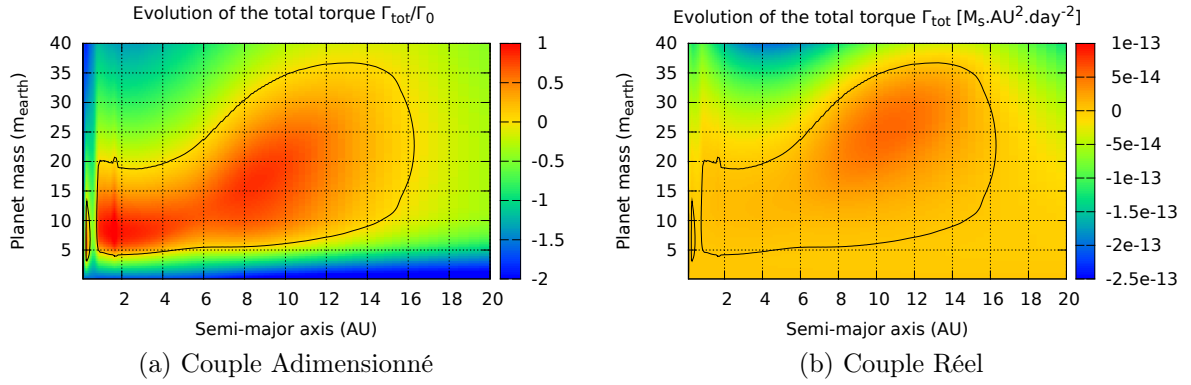 Evolution of the total torque Γtot/Γ0
Planet mass (mearth)
40
35
30
25
20
15
10
5
2 4 6 8 10 12 14 16 18 20
Semi-major axis (AU)
1
0.5
0
-0.5
-1
-1.5
-2
(a) Couple Adimensionné
Evolution of the total torque Γtot [Ms.AU2.day-2]
Planet mass (mearth)
40
35
30
25
20
15
10
5
2 4 6 8 10 12 14 16 18 20
Semi-major axis (AU)
1e-13
5e-14
0
-5e-14
-1e-13
-1.5e-13
-2e-13
-2.5e-13
(b) Couple Réel